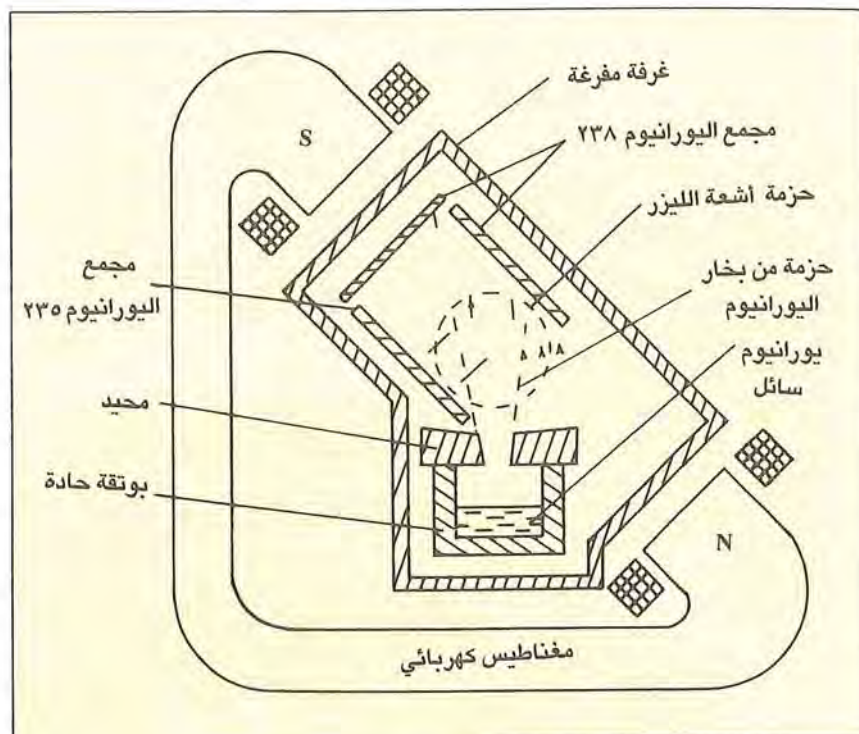 غرفة مفرغة
مجمع اليورانيوم ٢٣٨
حزمة أشعة الليزر
حزمة من بخار
اليورانيوم
يورانيوم
سائل
S
مجمع
اليورانيوم ٢٣٥
محيد
بوتقة حادة
N
مغناطيس كهربائي